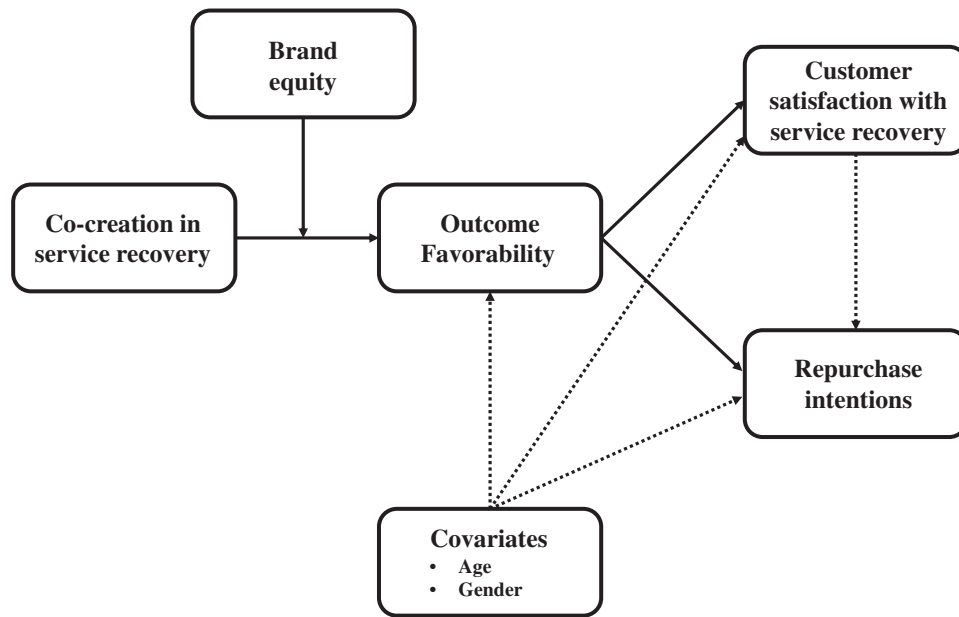 Brand
equity
Customer
satisfaction with
service recovery
Co-creation in
service recovery
Outcome
Favorability
Repurchase
intentions
Covariates
• Age
• Gender